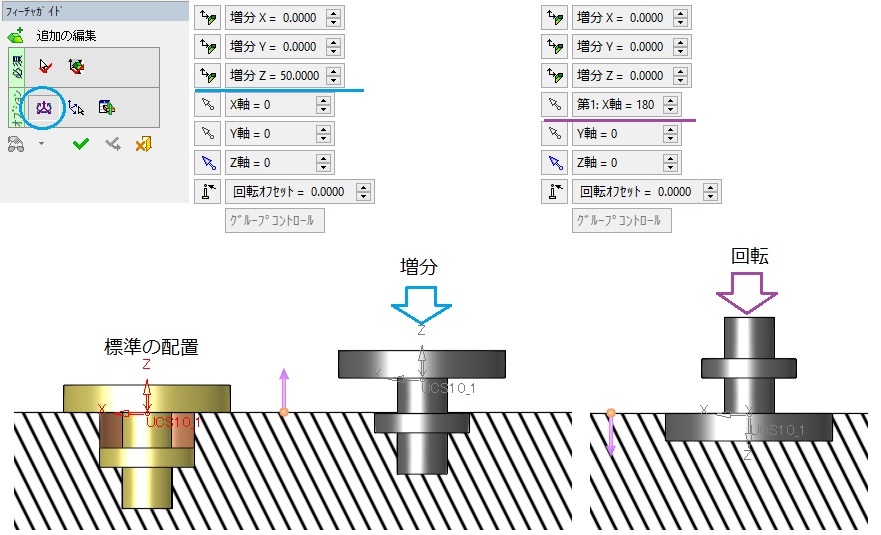 フィーチャガイド
追加の編集
必須
オプション
増分 X = 0.0000
増分 Y = 0.0000
増分 Z = 50.0000
X軸 = 0
Y軸 = 0
Z軸 = 0
回転オフセット = 0.0000
グループコントロール
増分 X = 0.0000
増分 Y = 0.0000
増分 Z = 0.0000
第1: X軸 = 180
Y軸 = 0
Z軸 = 0
回転オフセット = 0.0000
グループコントロール
標準の配置
Z
X
Y
UCS10_1
増分
Z
X
UCS10_1
回転
X
Y
UCS10_1
Z